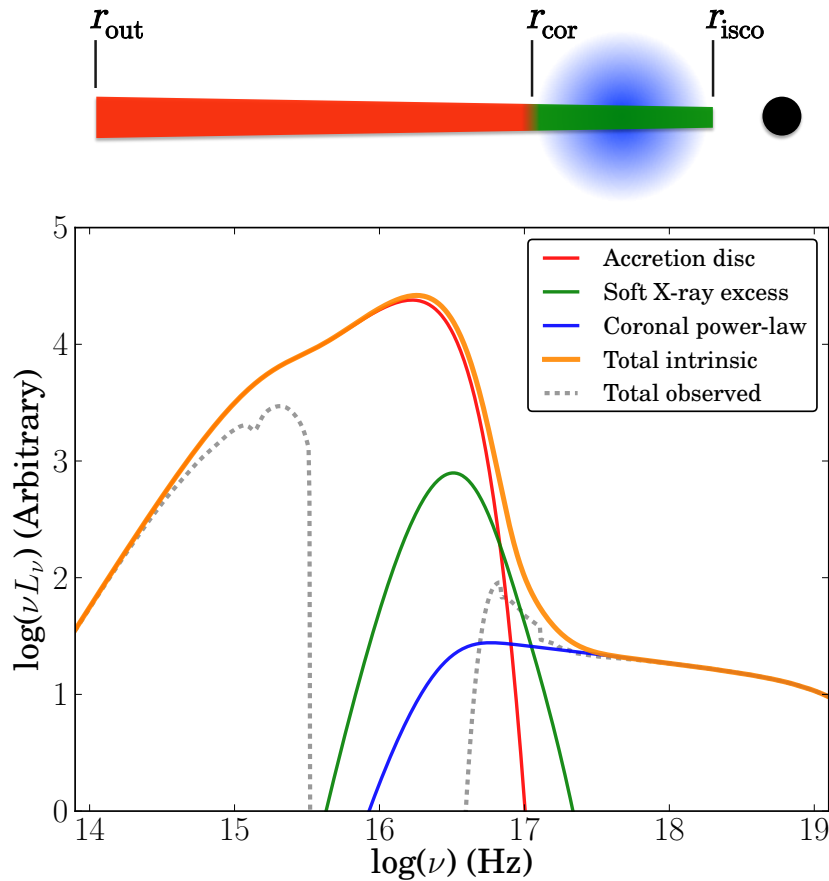 r_out r_cor r_isco
5
4
3
2
1
0
log(νL_ν) (Arbitrary)
Accretion disc
Soft X-ray excess
Coronal power-law
Total intrinsic
Total observed
14 15 16 17 18 19
log(ν) (Hz)